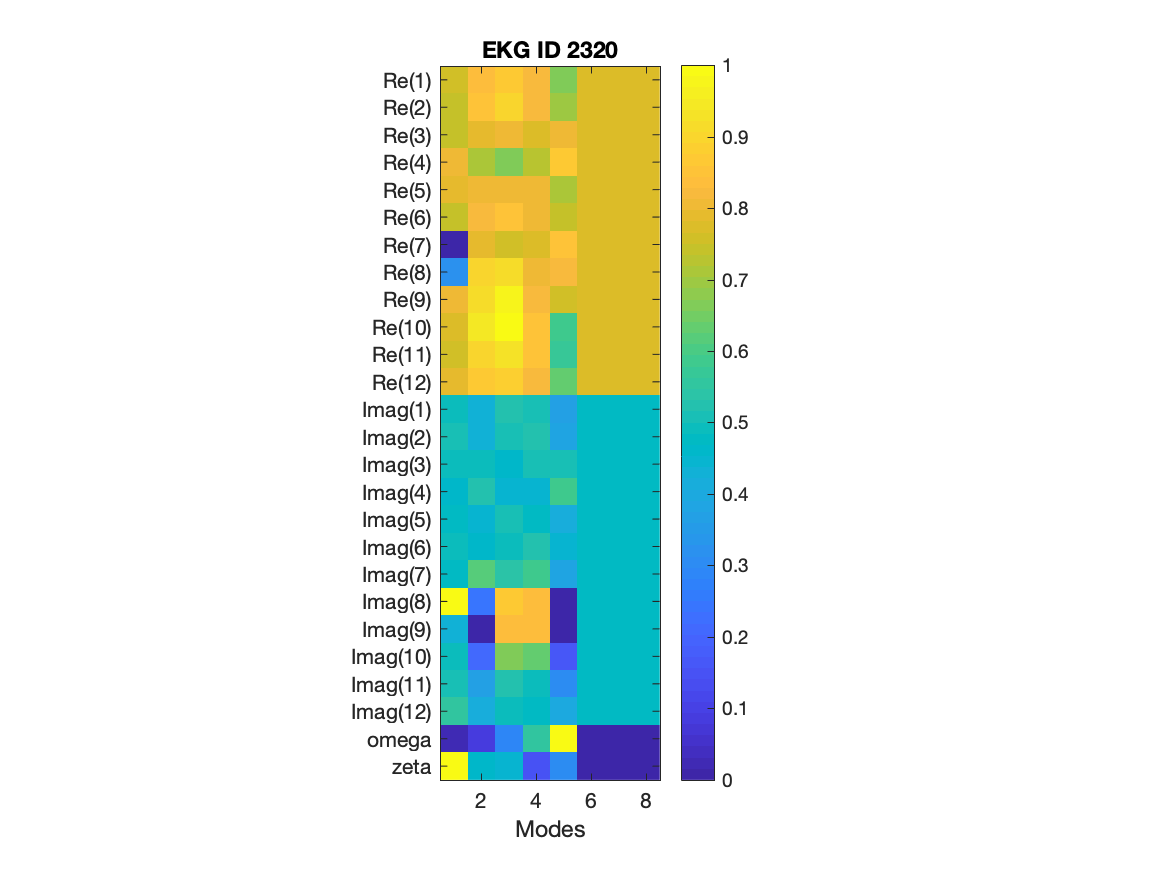 EKG ID 2320
Re(1)
Re(2)
Re(3)
Re(4)
Re(5)
Re(6)
Re(7)
Re(8)
Re(9)
Re(10)
Re(11)
Re(12)
Imag(1)
Imag(2)
Imag(3)
Imag(4)
Imag(5)
Imag(6)
Imag(7)
Imag(8)
Imag(9)
Imag(10)
Imag(11)
Imag(12)
omega
zeta
2 4 6 8
Modes
1
0.9
0.8
0.7
0.6
0.5
0.4
0.3
0.2
0.1
0